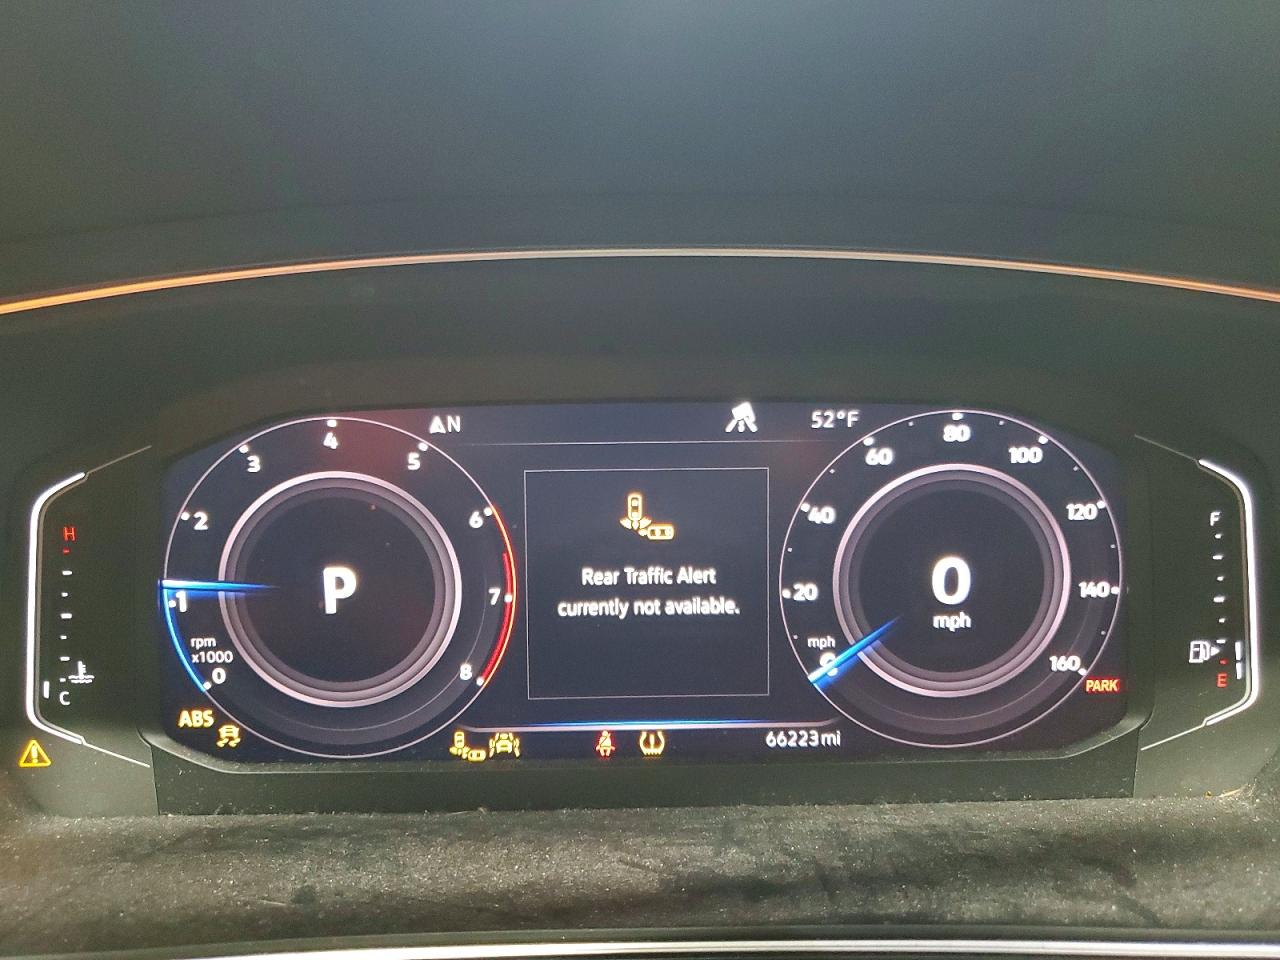 N
52°F
H
C
0
1
2
3
4
5
6
7
8
rpm
x1000
P
Rear Traffic Alert
currently not available.
0
20
40
60
80
100
120
140
160
mph
0
mph
F
E
PARK
ABS
66223 mi